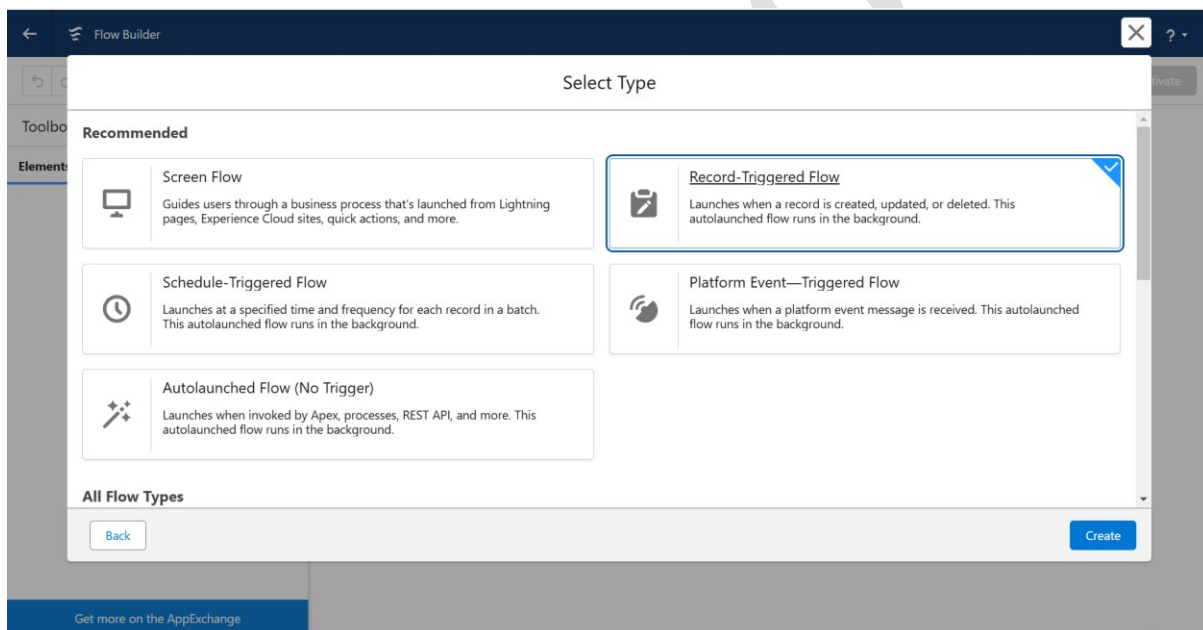 Flow Builder
?
Select Type
tivate
Toolbo
Elements
Recommended
Screen Flow
Guides users through a business process that's launched from Lightning
pages, Experience Cloud sites, quick actions, and more.
Record-Triggered Flow
Launches when a record is created, updated, or deleted. This
autolaunched flow runs in the background.
Schedule-Triggered Flow
Launches at a specified time and frequency for each record in a batch.
This autolaunched flow runs in the background.
Platform Event—Triggered Flow
Launches when a platform event message is received. This autolaunched
flow runs in the background.
Autolaunched Flow (No Trigger)
Launches when invoked by Apex, processes, REST API, and more. This
autolaunched flow runs in the background.
All Flow Types
Back
Create
Get more on the AppExchange